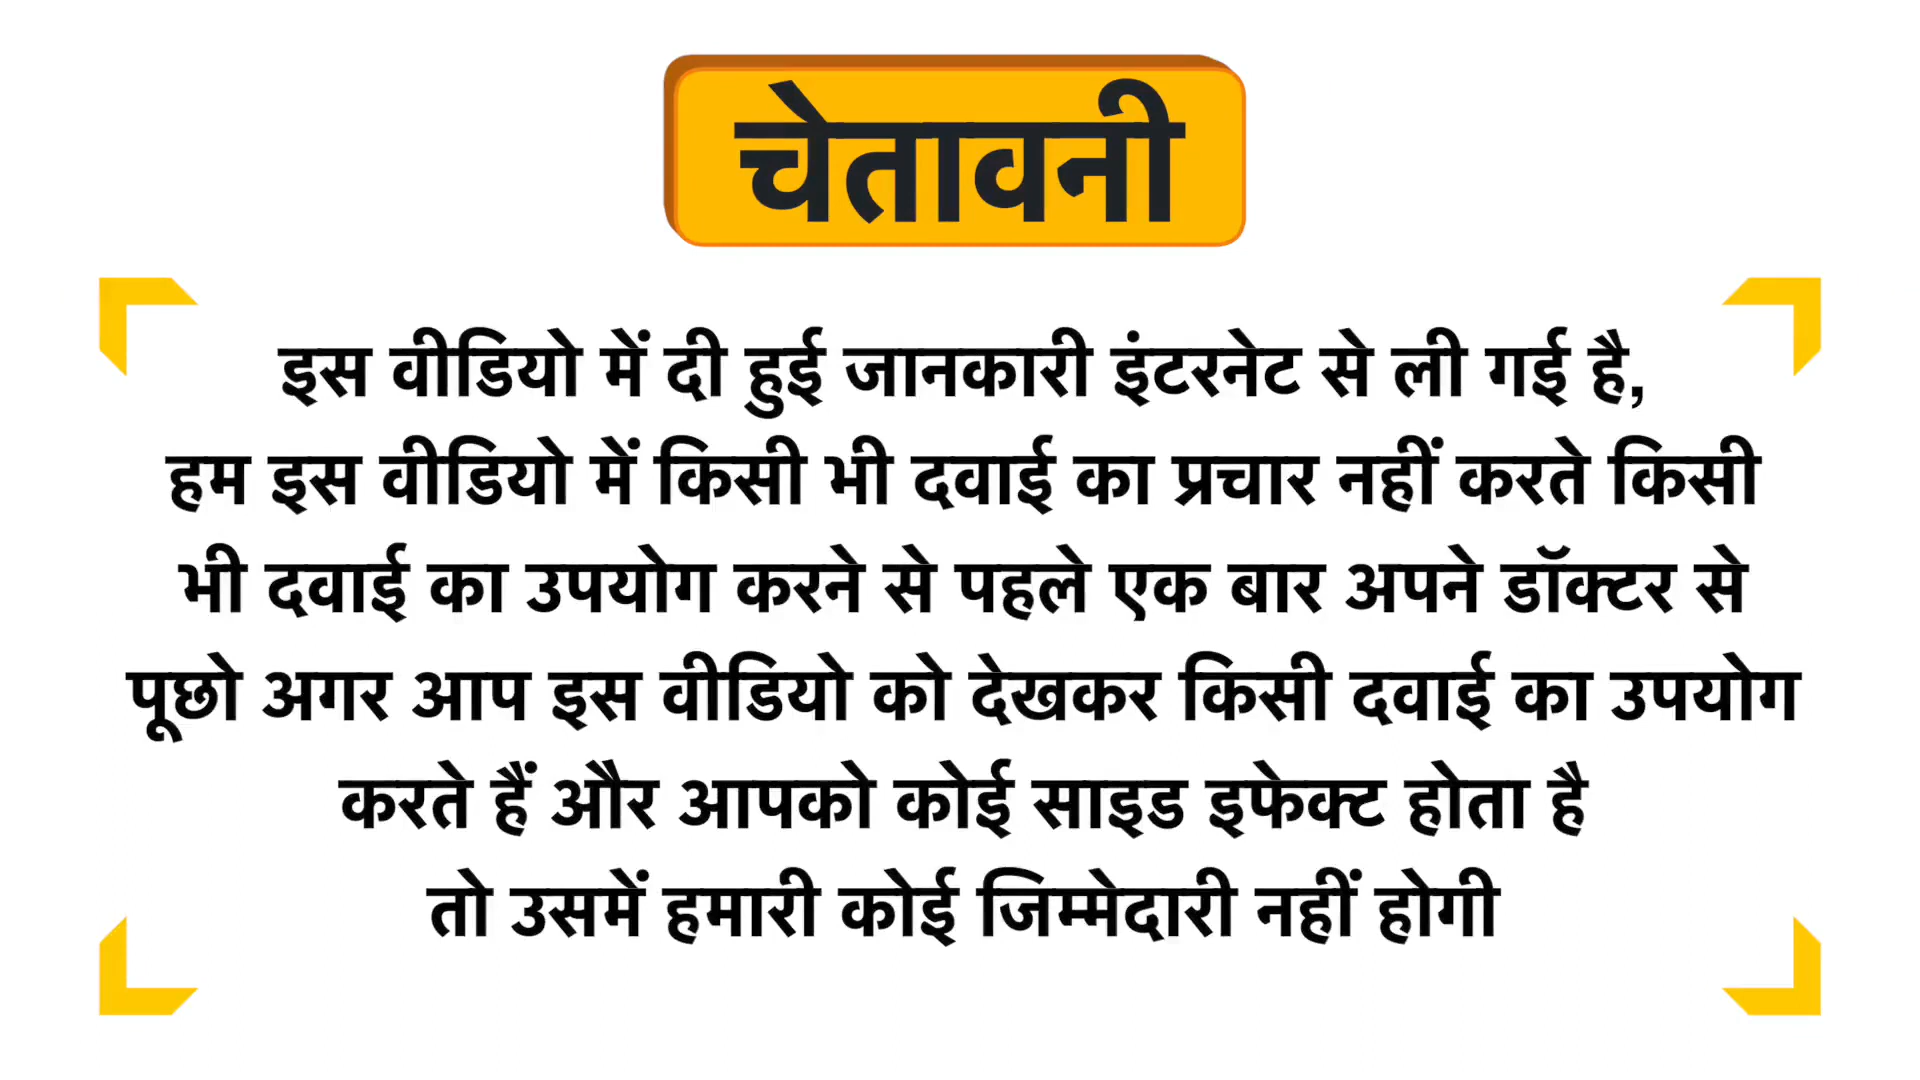 चेतावनी
इस वीडियो में दी हुई जानकारी इंटरनेट से ली गई है,
हम इस वीडियो में किसी भी दवाई का प्रचार नहीं करते किसी
भी दवाई का उपयोग करने से पहले एक बार अपने डॉक्टर से
पूछो अगर आप इस वीडियो को देखकर किसी दवाई का उपयोग
करते हैं और आपको कोई साइड इफेक्ट होता है
तो उसमें हमारी कोई जिम्मेदारी नहीं होगी